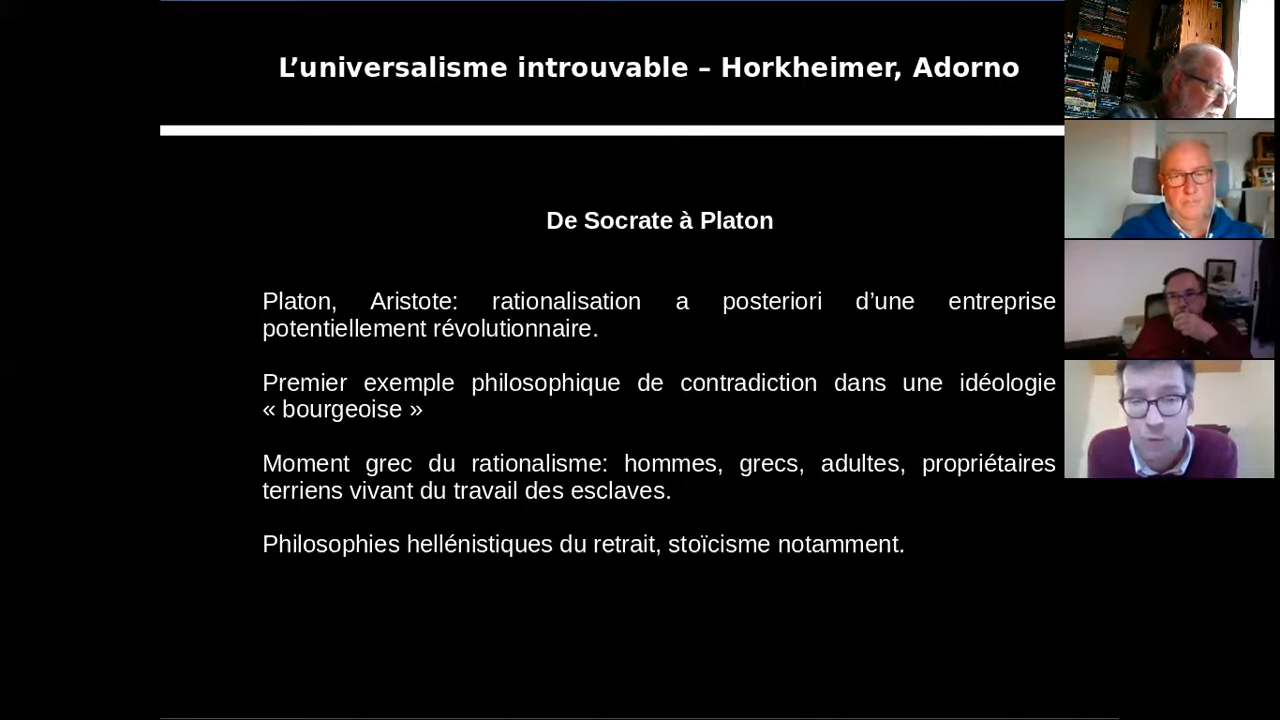 L’universalisme introuvable – Horkheimer, Adorno
De Socrate à Platon
Platon, Aristote: rationalisation a posteriori d’une entreprise
potentiellement révolutionnaire.
Premier exemple philosophique de contradiction dans une idéologie
« bourgeoise »
Moment grec du rationalisme: hommes, grecs, adultes, propriétaires
terriens vivant du travail des esclaves.
Philosophies hellénistiques du retrait, stoïcisme notamment.